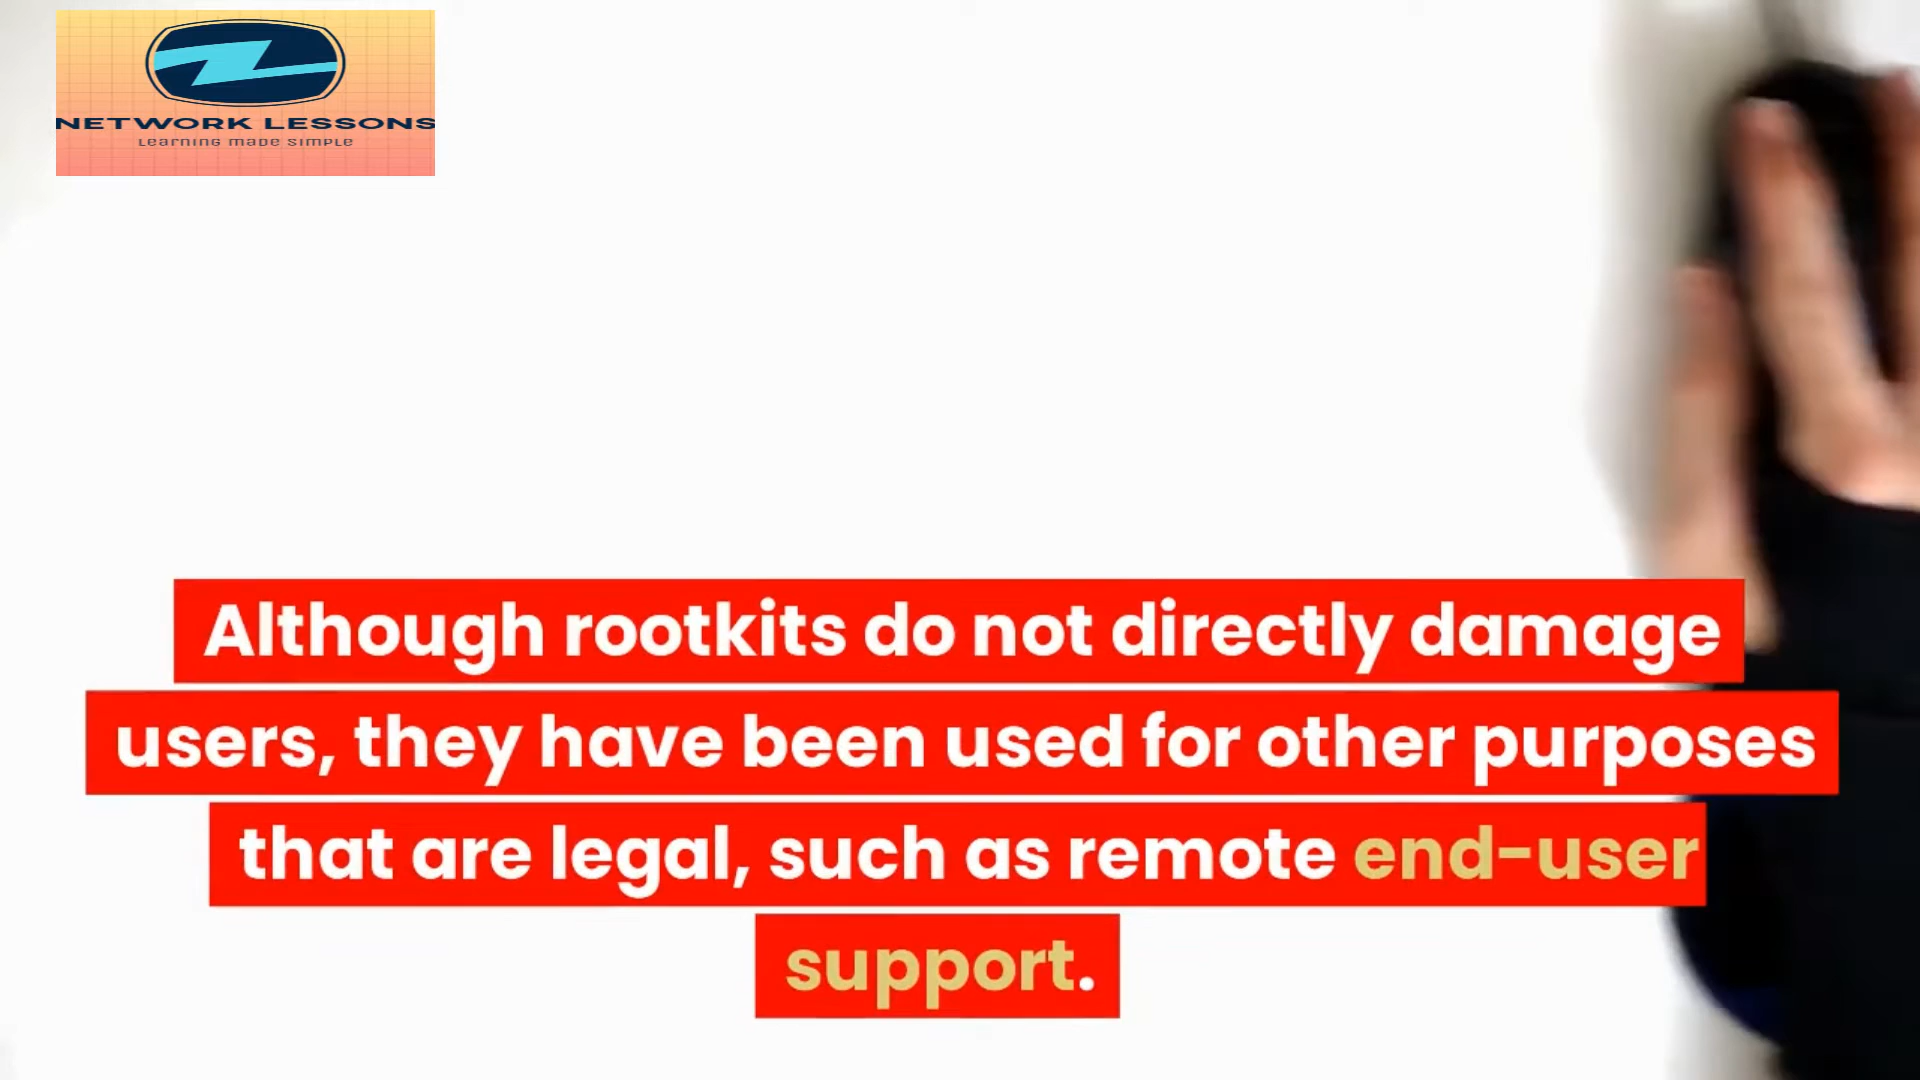 NETWORK LESSONS
Learning made simple
Although rootkits do not directly damage
users, they have been used for other purposes
that are legal, such as remote end-user
support.